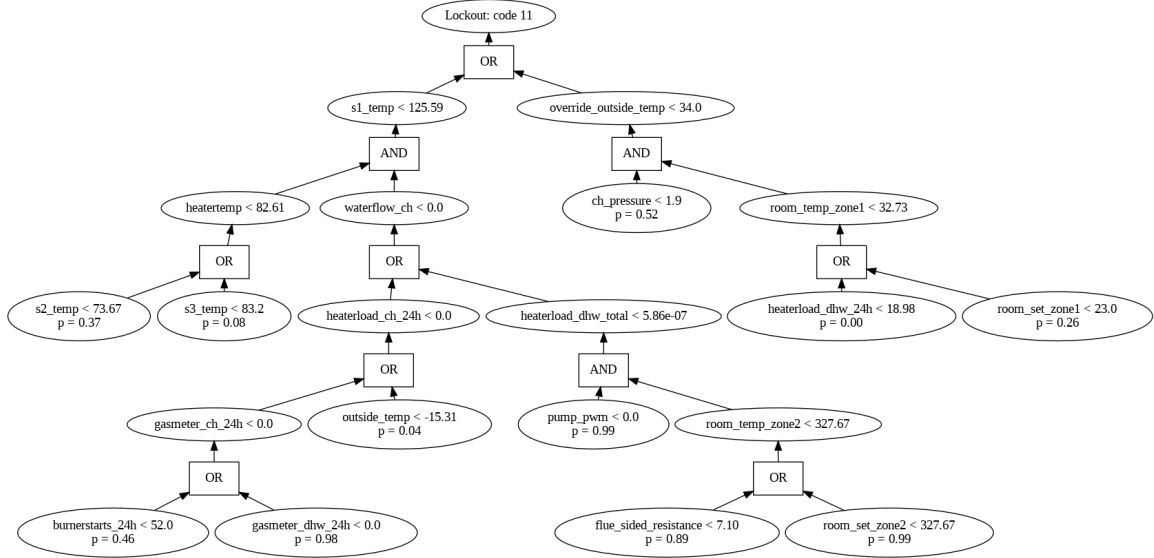 Lockout: code 11
OR
s1_temp < 125.59
override_outside_temp < 34.0
AND
AND
heatertemp < 82.61
waterflow_ch < 0.0
ch_pressure < 1.9
p = 0.52
room_temp_zone1 < 32.73
OR
OR
OR
s2_temp < 73.67
p = 0.37
s3_temp < 83.2
p = 0.08
heaterload_ch_24h < 0.0
heaterload_dhw_total < 5.86e-07
heaterload_dhw_24h < 18.98
p = 0.00
room_set_zone1 < 23.0
p = 0.26
OR
AND
gasmeter_ch_24h < 0.0
outside_temp < -15.31
p = 0.04
pump_pwm < 0.0
p = 0.99
room_temp_zone2 < 327.67
OR
OR
burnerstarts_24h < 52.0
p = 0.46
gasmeter_dhw_24h < 0.0
p = 0.98
flue_sided_resistance < 7.10
p = 0.89
room_set_zone2 < 327.67
p = 0.99